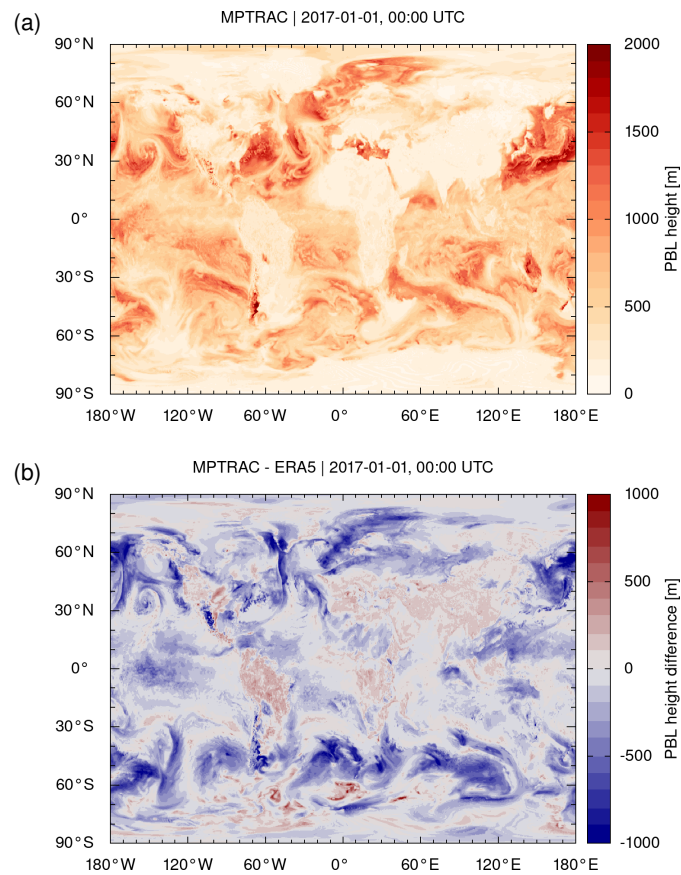 (a)
MPTRAC | 2017-01-01, 00:00 UTC
90°N
60°N
30°N
0°
30°S
60°S
90°S
180°W 120°W 60°W 0° 60°E 120°E 180°E
2000
1500
1000
500
0
PBL height [m]
(b)
MPTRAC - ERA5 | 2017-01-01, 00:00 UTC
90°N
60°N
30°N
0°
30°S
60°S
90°S
180°W 120°W 60°W 0° 60°E 120°E 180°E
1000
500
0
-500
-1000
PBL height difference [m]